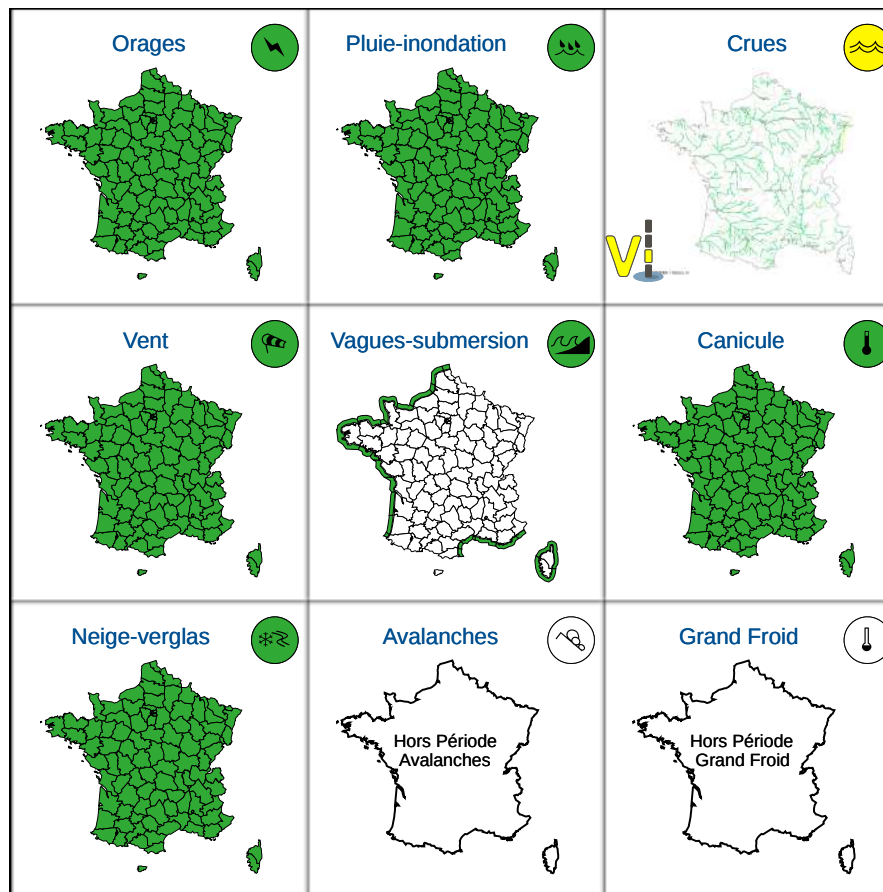 Orages
Pluie-inondation
Crues
Vent
Vagues-submersion
Canicule
Neige-verglas
Avalanches
Grand Froid
Hors Période
Avalanches
Hors Période
Grand Froid